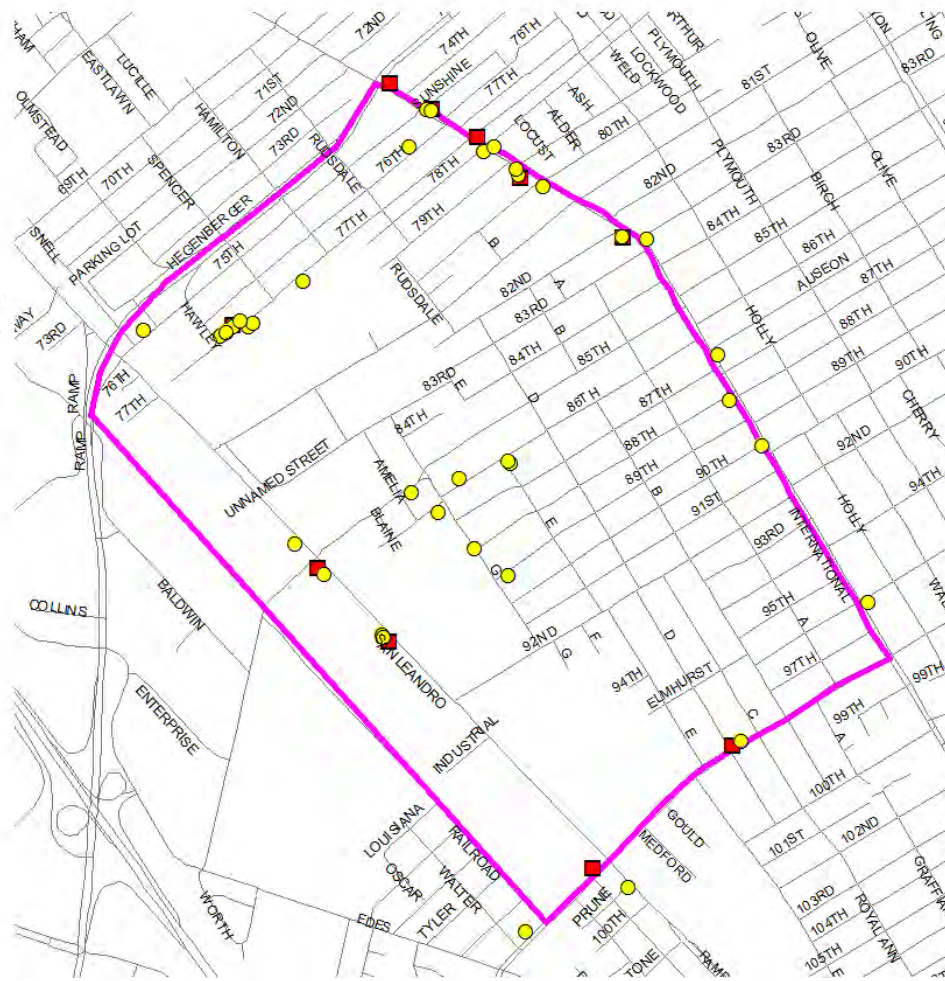 72ND
74TH
76TH
ARTHUR
PLYMOUTH
LOCKWOOD
WELD
OLIVE
83RD
81ST
LUCILLE
EASTLAWN
OLMSTEAD
HAMILTON
71ST
72ND
73RD
SUNSHINE
77TH
ASH
ALDER
LOCUST
80TH
83RD
69TH
70TH
SPENCER
RUDSDALE
76TH
78TH
82ND
PLYMOUTH
BIRCH
OLIVE
SNELL
PARKING LOT
HEGENBERGER
75TH
77TH
79TH
84TH
85TH
86TH
B
82ND
A
AUSEON
87TH
RUDSDALE
83RD
B
HOLLY
88TH
73RD
HAWLEY
84TH
85TH
89TH
90TH
RAMP
76TH
77TH
83RD
E
D
86TH
87TH
CHERRY
RAMP
84TH
88TH
92ND
UNNAMED STREET
AMELIA
89TH
90TH
94TH
BLAINE
E
B
91ST
HOLLY
93RD
INTERNATIONAL
G
BALDWIN
COLLINS
95TH
A
92ND
F
D
97TH
G
94TH
ELMHURST
99TH
SAN LEANDRO
ENTERPRISE
C
E
99TH
A
INDUSTRIAL
100TH
LOUISIANA
RAILROAD
GOULD
MEDFORD
101ST
102ND
OSCAR
WALTER
TYLER
PRUNE
100TH
103RD
104TH
105TH
ROYAL ANN
WORTH
EDES
RAMP
E